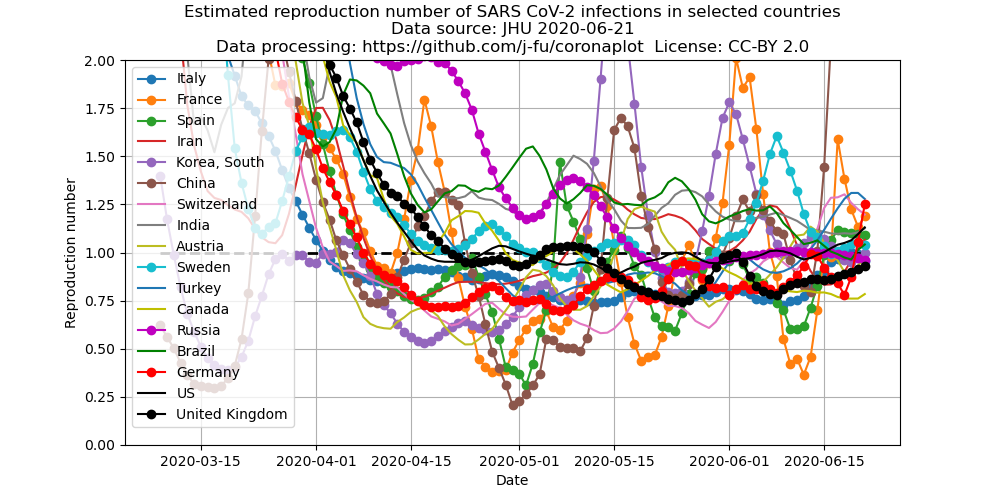 Estimated reproduction number of SARS CoV-2 infections in selected countries
Data source: JHU 2020-06-21
Data processing: https://github.com/j-fu/coronaplot License: CC-BY 2.0
Reproduction number
2.00
1.75
1.50
1.25
1.00
0.75
0.50
0.25
0.00
Italy
France
Spain
Iran
Korea, South
China
Switzerland
India
Austria
Sweden
Turkey
Canada
Russia
Brazil
Germany
US
United Kingdom
2020-03-15
2020-04-01
2020-04-15
2020-05-01
2020-05-15
2020-06-01
2020-06-15
Date